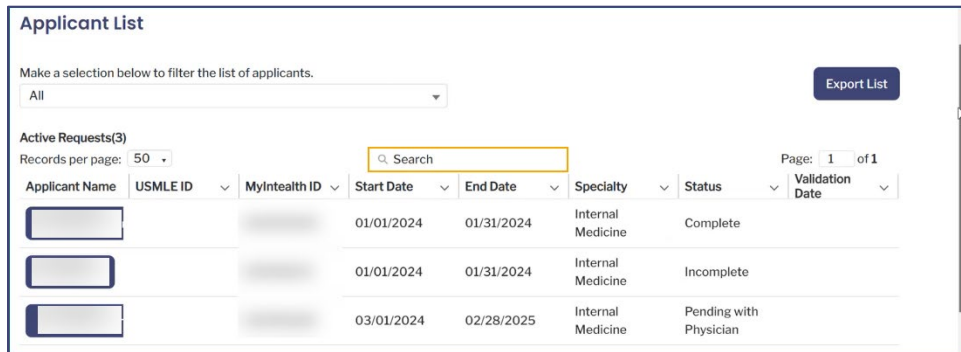 Applicant List
Make a selection below to filter the list of applicants.
All
Export List
Active Requests(3)
Records per page: 50
Search
Page: 1 of 1
Applicant Name USMLE ID MyIntealth ID Start Date End Date Specialty Status Validation Date
01/01/2024 01/31/2024 Internal Medicine Complete
01/01/2024 01/31/2024 Internal Medicine Incomplete
03/01/2024 02/28/2025 Internal Medicine Pending with Physician